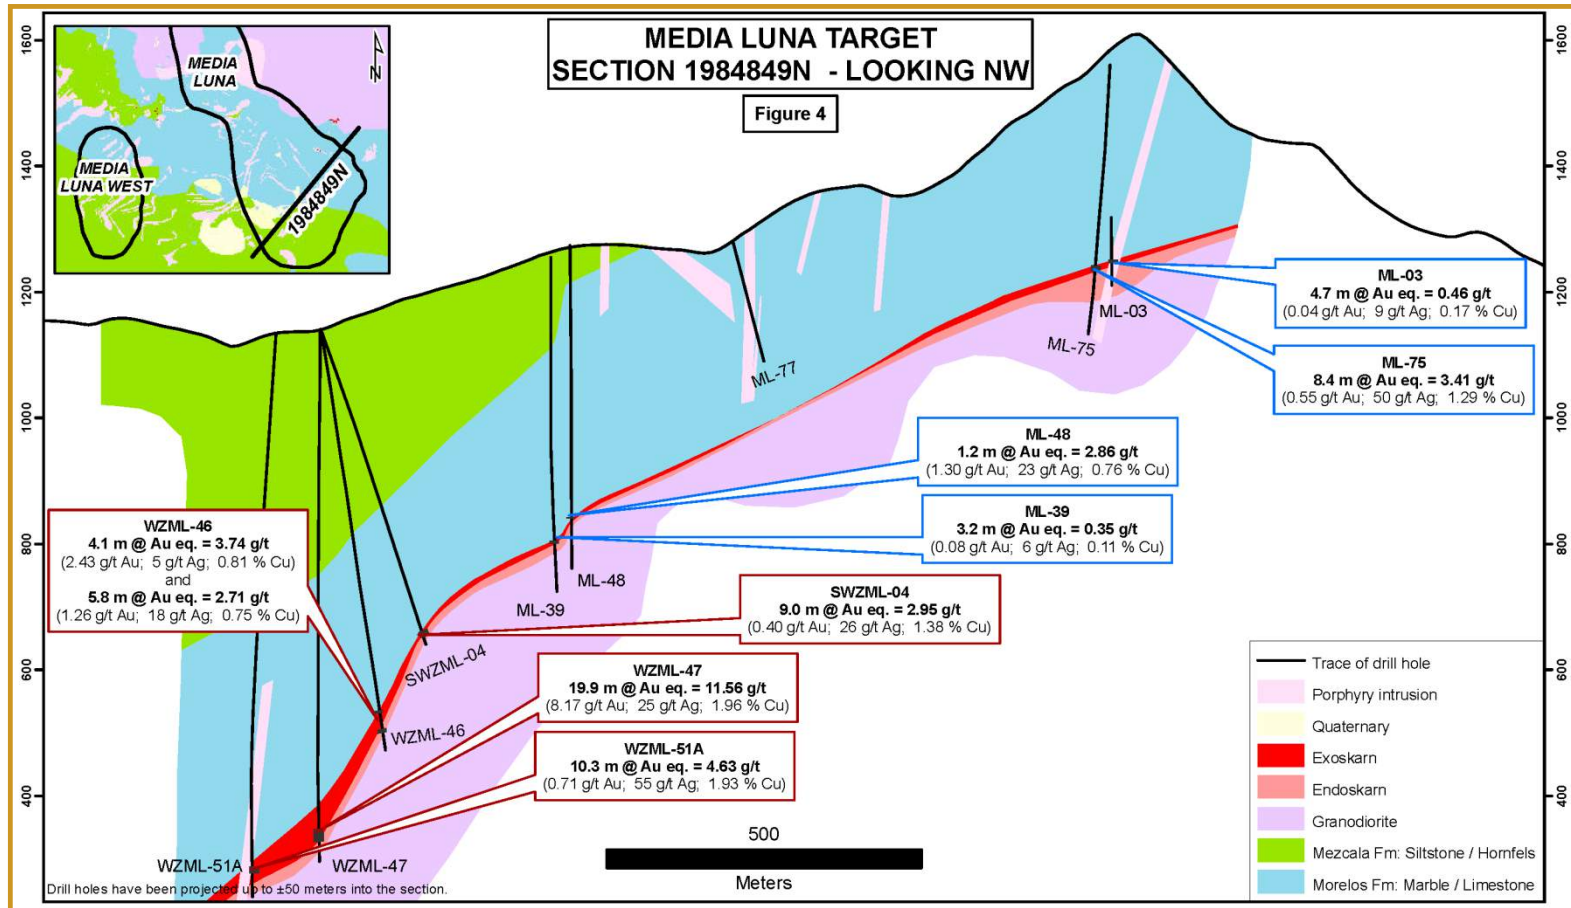 MEDIA LUNA TARGET
SECTION 1984849N - LOOKING NW
Figure 4
MEDIA
LUNA
MEDIA
LUNA WEST
1984849N
N
1600
1400
1200
1000
800
600
400
1600
1400
1200
1000
800
600
400
ML-03
4.7 m @ Au eq. = 0.46 g/t
(0.04 g/t Au; 9 g/t Ag; 0.17 % Cu)
ML-75
8.4 m @ Au eq. = 3.41 g/t
(0.55 g/t Au; 50 g/t Ag; 1.29 % Cu)
ML-03
ML-75
ML-77
ML-48
1.2 m @ Au eq. = 2.86 g/t
(1.30 g/t Au; 23 g/t Ag; 0.76 % Cu)
ML-39
3.2 m @ Au eq. = 0.35 g/t
(0.08 g/t Au; 6 g/t Ag; 0.11 % Cu)
WZML-46
4.1 m @ Au eq. = 3.74 g/t
(2.43 g/t Au; 5 g/t Ag; 0.81 % Cu)
and
5.8 m @ Au eq. = 2.71 g/t
(1.26 g/t Au; 18 g/t Ag; 0.75 % Cu)
ML-48
ML-39
SWZML-04
9.0 m @ Au eq. = 2.95 g/t
(0.40 g/t Au; 26 g/t Ag; 1.38 % Cu)
SWZML-04
WZML-47
19.9 m @ Au eq. = 11.56 g/t
(8.17 g/t Au; 25 g/t Ag; 1.96 % Cu)
WZML-46
WZML-51A
10.3 m @ Au eq. = 4.63 g/t
(0.71 g/t Au; 55 g/t Ag; 1.93 % Cu)
WZML-51A
WZML-47
500
Meters
Drill holes have been projected up to ±50 meters into the section.
Trace of drill hole
Porphyry intrusion
Quaternary
Exoskarn
Endoskarn
Granodiorite
Mezcala Fm: Siltstone / Hornfels
Morelos Fm: Marble / Limestone